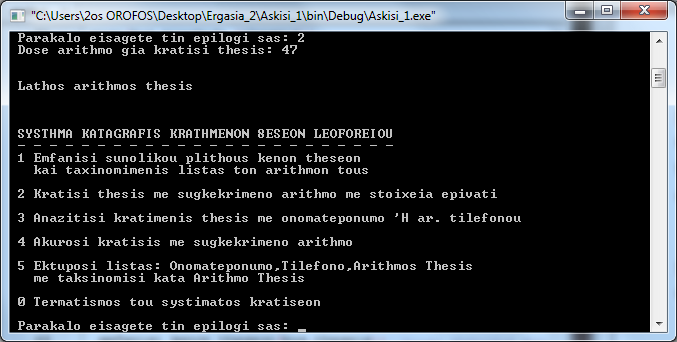 "C:\Users\2os OROFOS\Desktop\Ergasia_2\Askisi_1\bin\Debug\Askisi_1.exe"
Parakalo eisagete tin epilogi sas: 2
Dose arithmo gia kratisi thesis: 47
Lathos arithmos thesis
SYSTHMA KATAGRAFIS KRATHMENON 8ESEON LEOFOREIOU
- - - - - - - - - - - - - - - - - - - - - - - -
1 Emfanisi sunolikou plithous kenon theseon
kai taxinomimenis listas ton arithmon tous
2 Kratisi thesis me sugkekrimeno arithmo me stoixeia epivati
3 Anazitisi kratimenis thesis me onomateponumo 'H ar. tilefonou
4 Akurosi kratisis me sugkekrimeno arithmo
5 Ektuposi listas: Onomateponumo,Tilefono,Arithmos Thesis
me taksinomisi kata Arithmo Thesis
0 Termatismos tou systimatos kratiseon
Parakalo eisagete tin epilogi sas: _